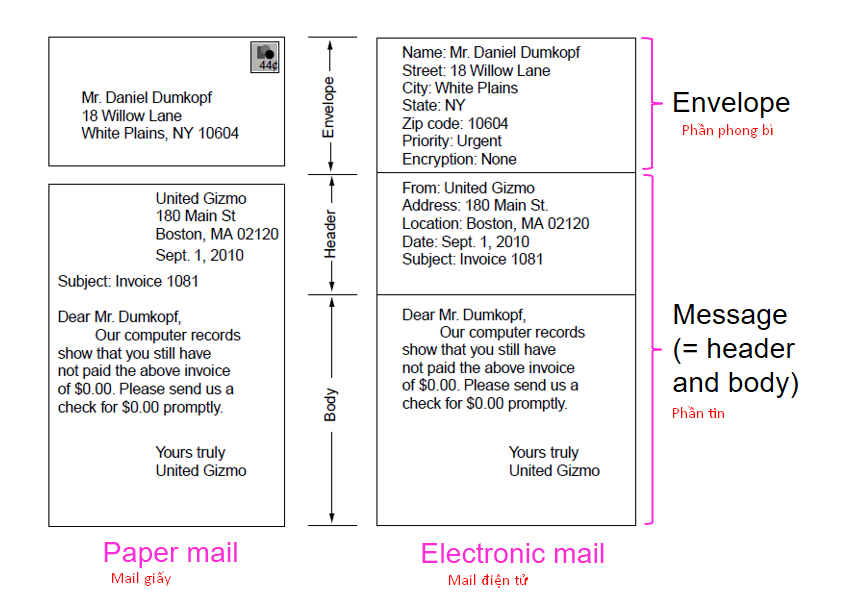 44¢
Mr. Daniel Dumkopf
18 Willow Lane
White Plains, NY 10604
United Gizmo
180 Main St
Boston, MA 02120
Sept. 1, 2010
Subject: Invoice 1081
Dear Mr. Dumkopf,
Our computer records
show that you still have
not paid the above invoice
of $0.00. Please send us a
check for $0.00 promptly.
Yours truly
United Gizmo
Paper mail
Mail giấy
Envelope
Header
Body
Name: Mr. Daniel Dumkopf
Street: 18 Willow Lane
City: White Plains
State: NY
Zip code: 10604
Priority: Urgent
Encryption: None
From: United Gizmo
Address: 180 Main St.
Location: Boston, MA 02120
Date: Sept. 1, 2010
Subject: Invoice 1081
Dear Mr. Dumkopf,
Our computer records
show that you still have
not paid the above invoice
of $0.00. Please send us a
check for $0.00 promptly.
Yours truly
United Gizmo
Electronic mail
Mail điện tử
Envelope
Phần phong bì
Message
(= header
and body)
Phần tin